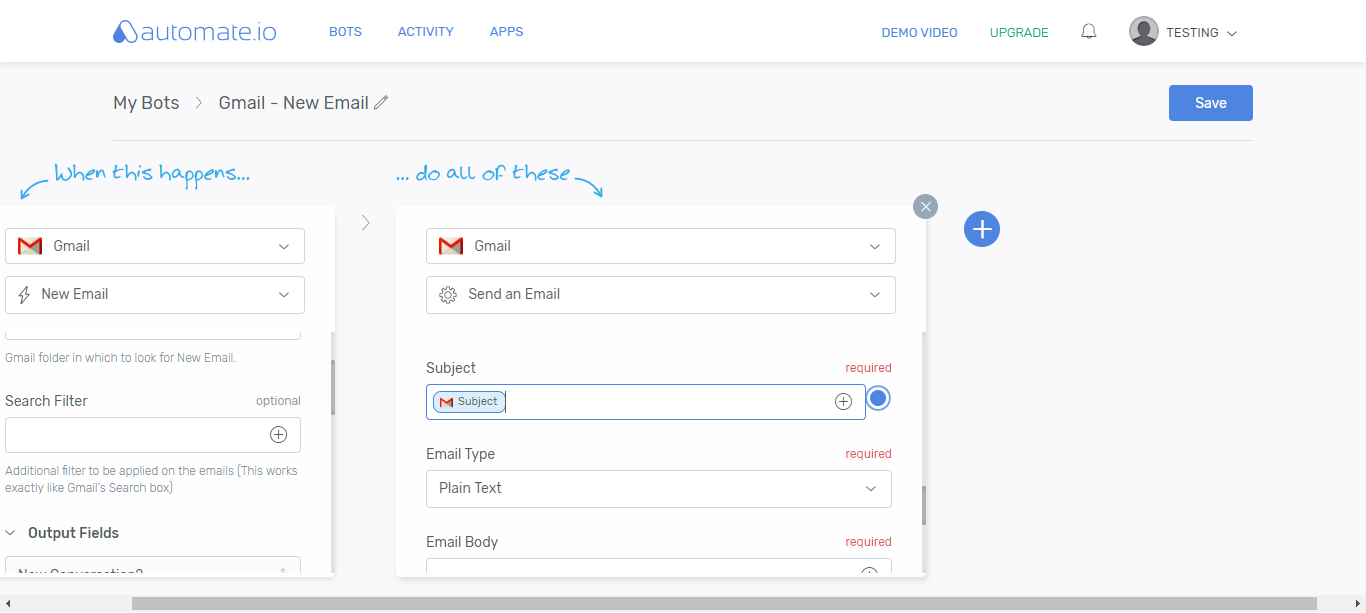 automate.io BOTS ACTIVITY APPS DEMO VIDEO UPGRADE TESTING
My Bots Gmail - New Email Save
When this happens...
... do all of these
Gmail
New Email
Gmail folder in which to look for New Email.
Search Filter optional
Additional filter to be applied on the emails (This works
exactly like Gmail's Search box)
Output Fields
New Conversation?
Gmail
Send an Email
Subject required
Subject
Email Type required
Plain Text
Email Body required